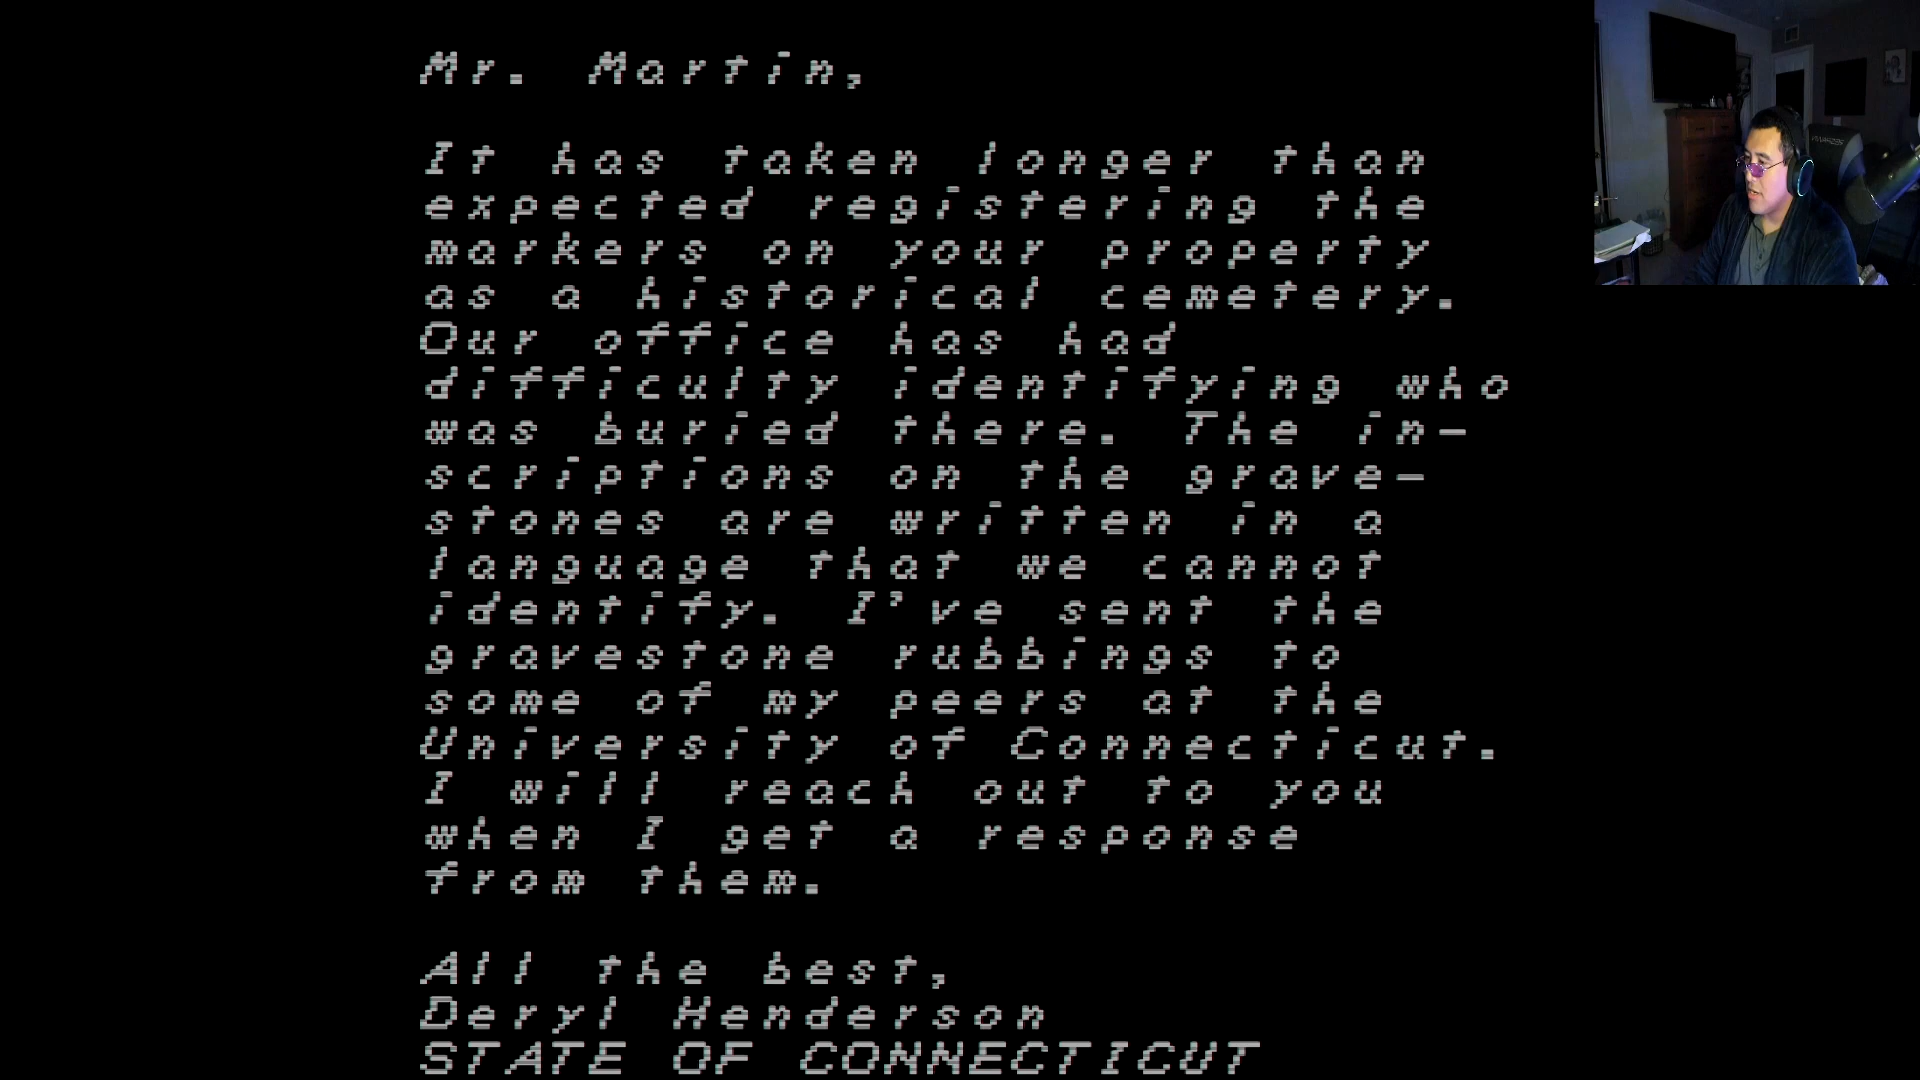 Mr. Martin,
It has taken longer than
expected registering the
markers on your property
as a historical cemetery.
Our office has had
difficulty identifying who
was buried there. The in-
scriptions on the grave-
stones are written in a
language that we cannot
identify. I've sent the
gravestone rubbings to
some of my peers at the
University of Connecticut.
I will reach out to you
when I get a response
from them.
All the best,
Deryl Henderson
STATE OF CONNECTICUT